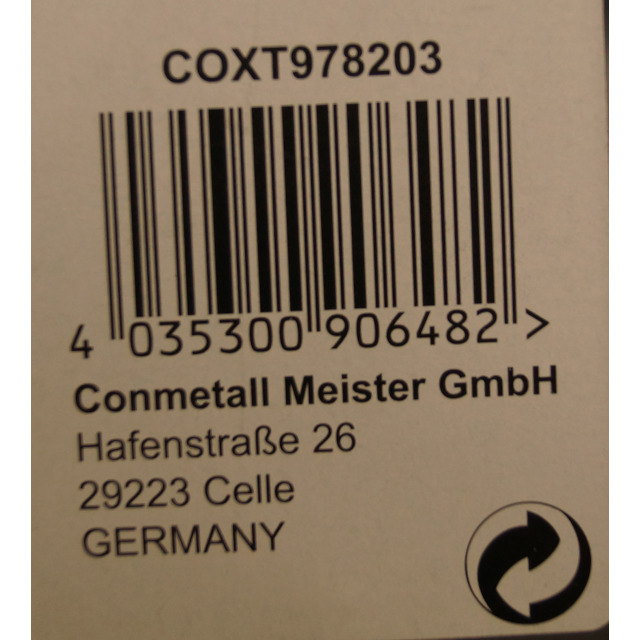 COXT978203
4 035300 906482 >
Conmetall Meister GmbH
Hafenstraße 26
29223 Celle
GERMANY